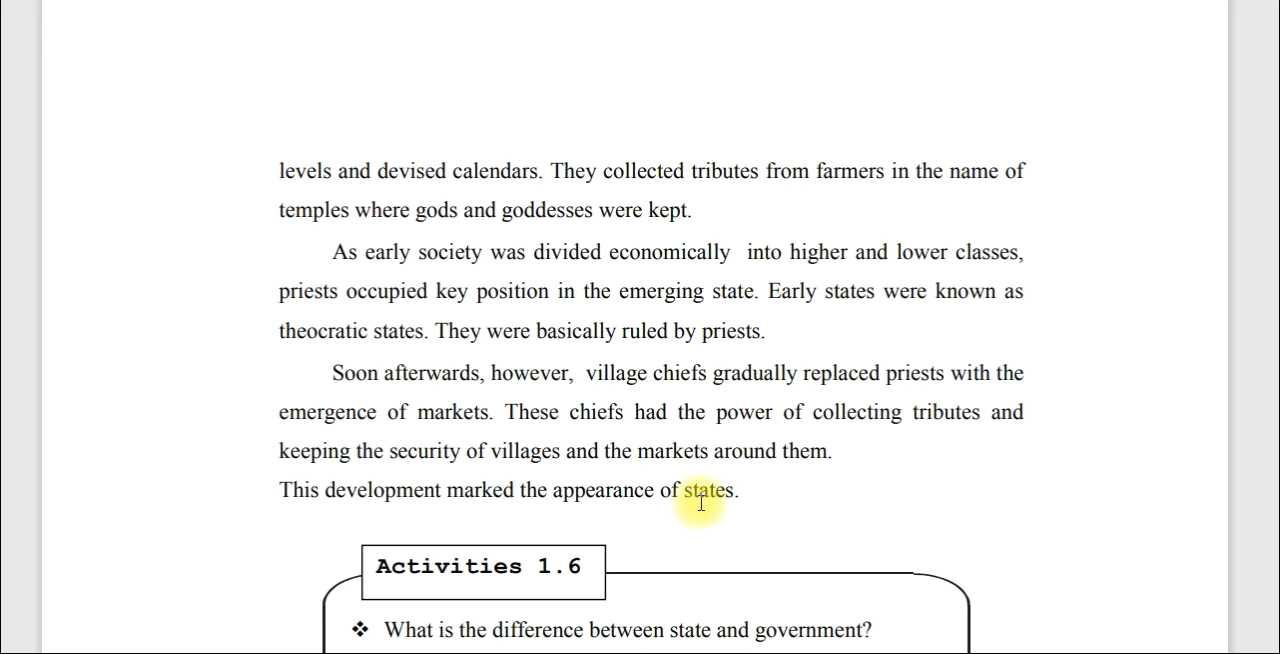 levels and devised calendars. They collected tributes from farmers in the name of
temples where gods and goddesses were kept.
As early society was divided economically into higher and lower classes,
priests occupied key position in the emerging state. Early states were known as
theocratic states. They were basically ruled by priests.
Soon afterwards, however, village chiefs gradually replaced priests with the
emergence of markets. These chiefs had the power of collecting tributes and
keeping the security of villages and the markets around them.
This development marked the appearance of states.
Activities 1.6
❖ What is the difference between state and government?